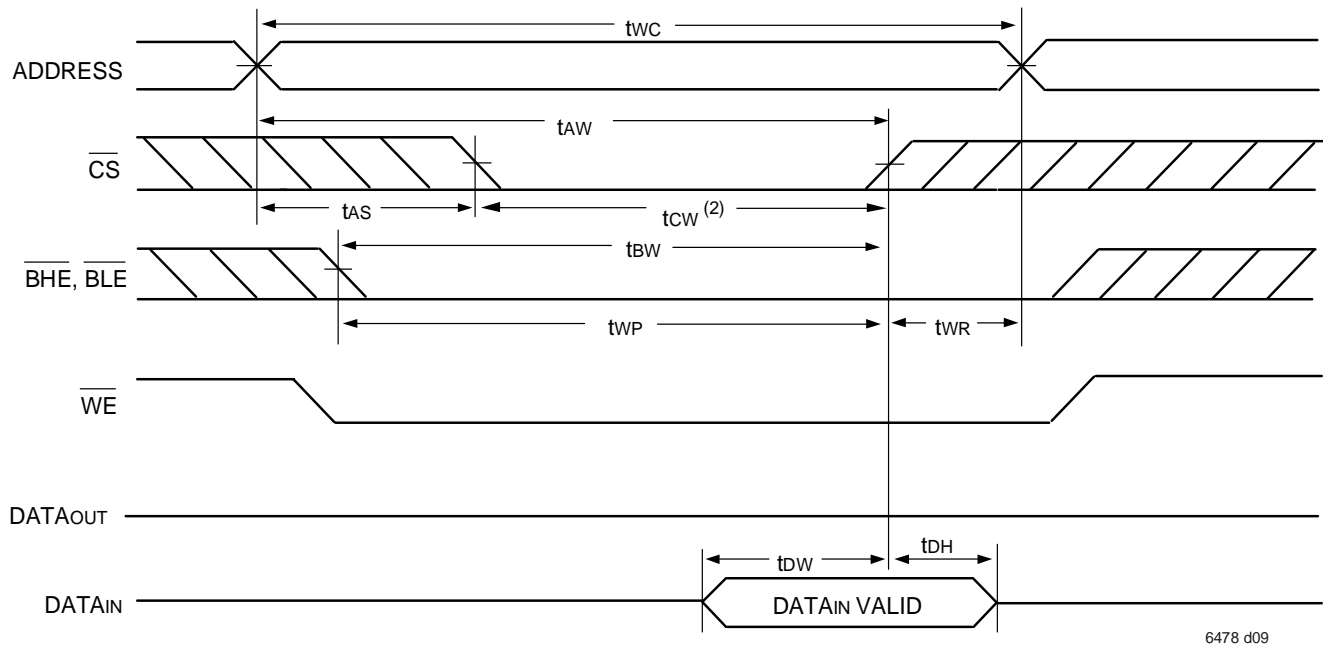 tWC
ADDRESS
tAW
CS
tAS
tCW (2)
tBW
BHE, BLE
tWP
tWR
WE
DATAOUT
tDW
tDH
DATAIN
DATAIN VALID
6478 d09